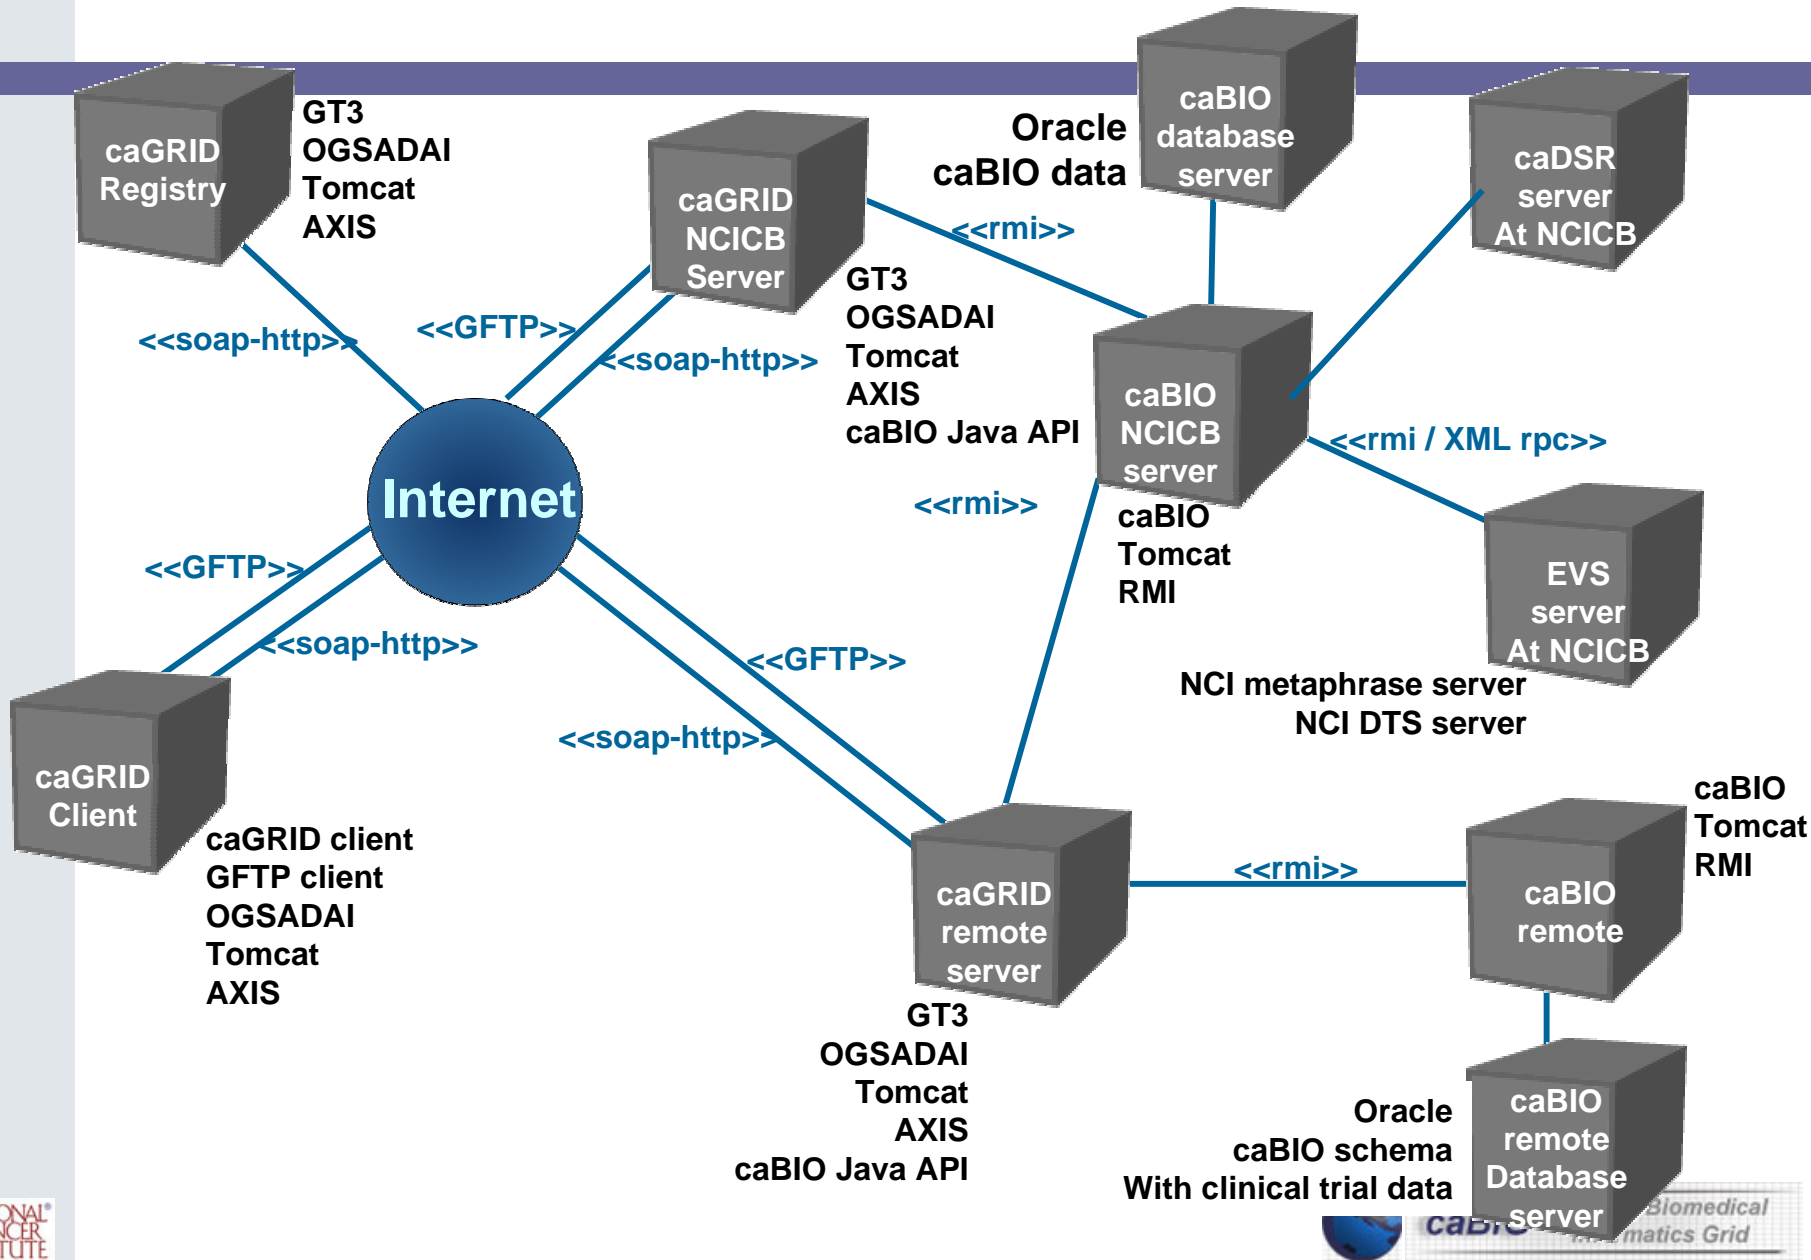 caGRID
Registry
GT3
OGSADAI
Tomcat
AXIS
<<soap-http>>
caGRID
NCICB
Server
GT3
OGSADAI
Tomcat
AXIS
caBIO Java API
<<GFTP>>
<<soap-http>>
Oracle
caBIO data
caBIO
database
server
<<rmi>>
caDSR
server
At NCICB
caBIO
NCICB
server
caBIO
Tomcat
RMI
<<rmi / XML rpc>>
<<rmi>>
EVS
server
At NCICB
NCI metaphrase server
NCI DTS server
Internet
<<GFTP>>
<<soap-http>>
caGRID
Client
caGRID client
GFTP client
OGSADAI
Tomcat
AXIS
<<GFTP>>
<<soap-http>>
caGRID
remote
server
GT3
OGSADAI
Tomcat
AXIS
caBIO Java API
<<rmi>>
caBIO
remote
caBIO
Tomcat
RMI
Oracle
caBIO schema
With clinical trial data
caBIO
remote
Database
server
Biomedical
matics Grid